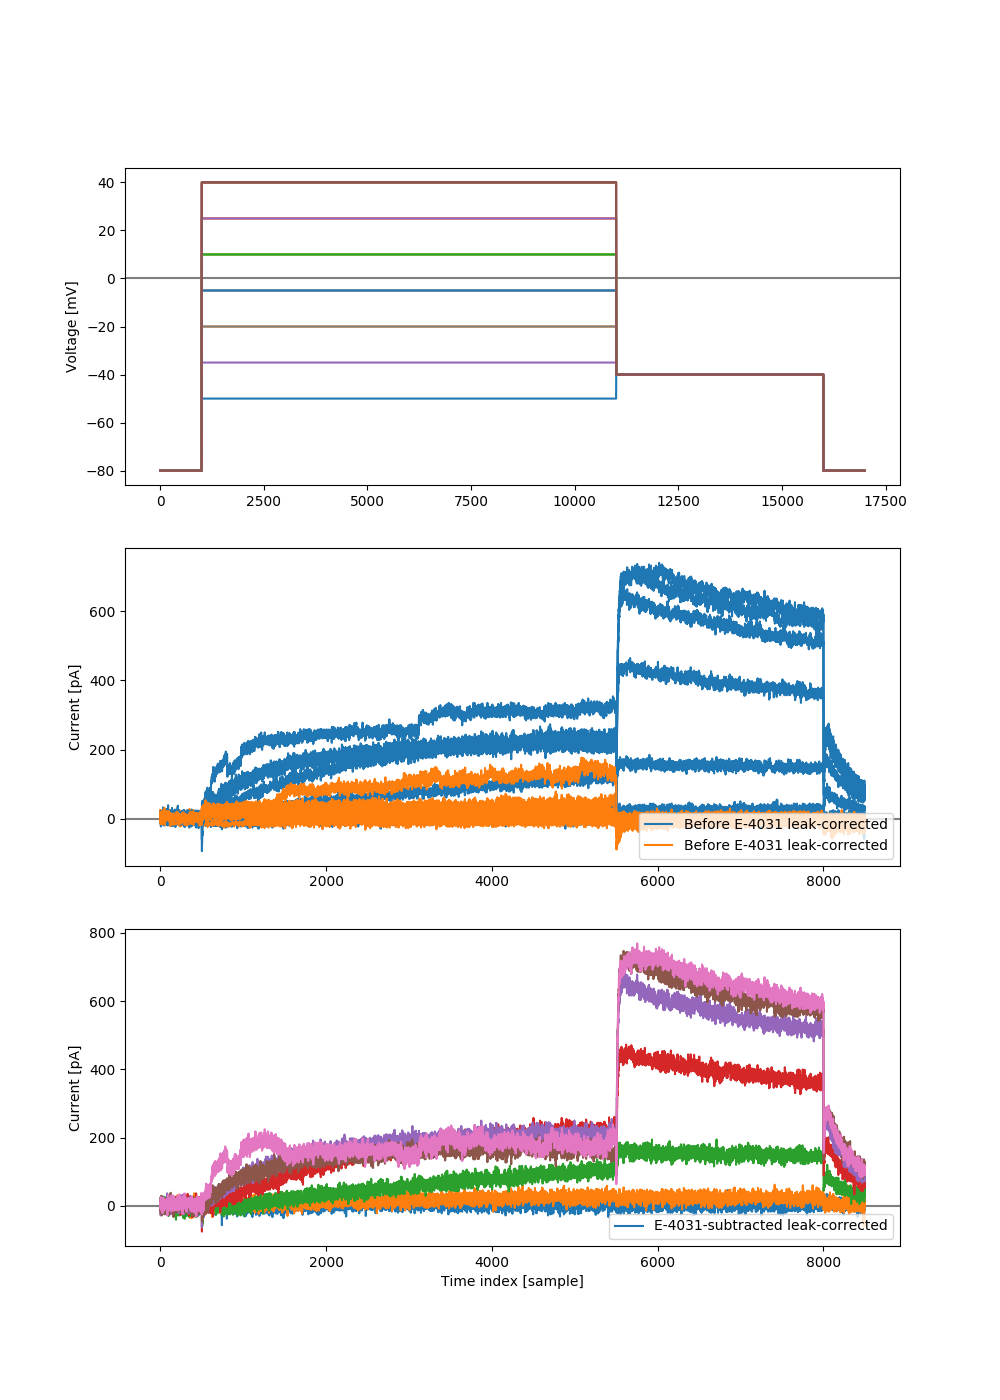 40
20
0
−20
−40
−60
−80
Voltage [mV]
0 2500 5000 7500 10000 12500 15000 17500
600
400
200
0
Current [pA]
Before E-4031 leak-corrected
Before E-4031 leak-corrected
0 2000 4000 6000 8000
800
600
400
200
0
Current [pA]
E-4031-subtracted leak-corrected
0 2000 4000 6000 8000
Time index [sample]